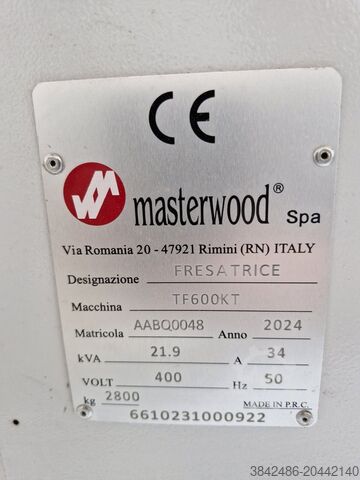 CE
masterwood® Spa
Via Romania 20 - 47921 Rimini (RN) ITALY
Designazione FRESATRICE
Macchina TF600KT
Matricola AABQ0048 Anno 2024
kVA 21.9 A 34
VOLT 400 Hz 50
kg 2800 MADE IN P.R.C.
6610231000922
3842486-20442140